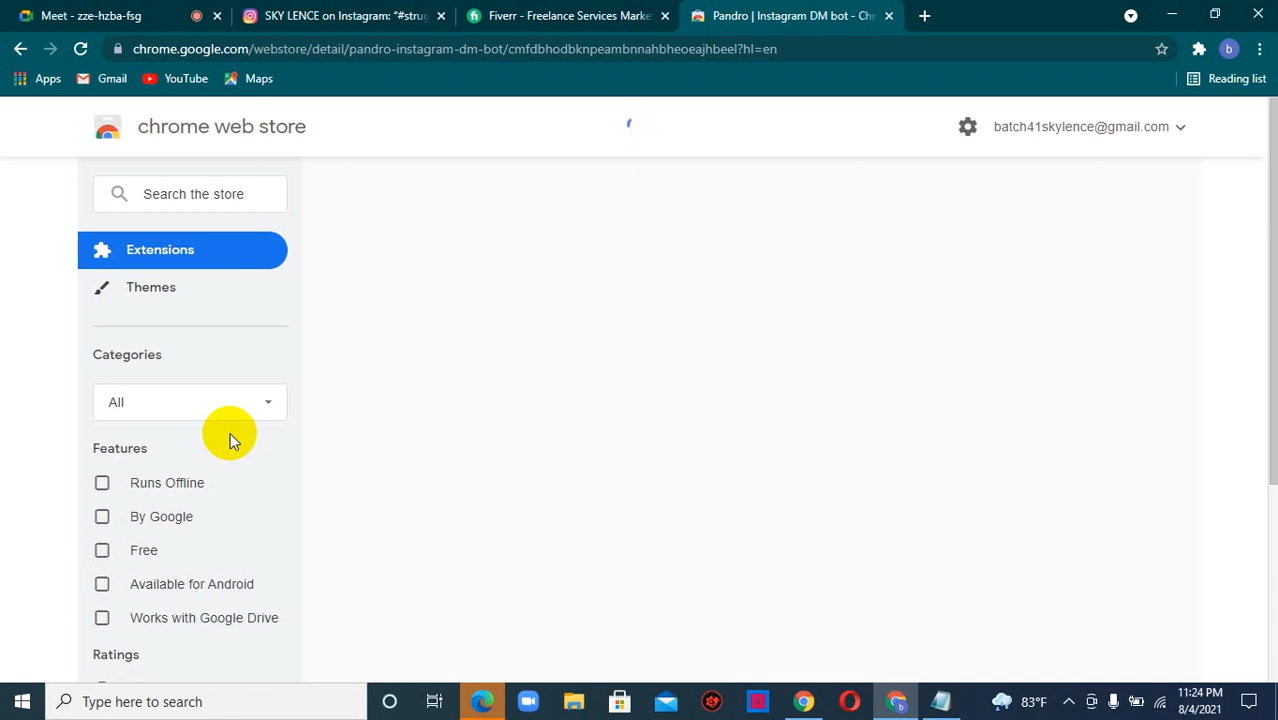 Meet - zze-hzba-fsg
SKY LENCE on Instagram: “#strug
Fiverr - Freelance Services Marke
Pandro | Instagram DM bot - Chr
chrome.google.com/webstore/detail/pandro-instagram-dm-bot/cmfdbhodbknpeambnnahbheoeajhbeel?hl=en
b
Apps
Gmail
YouTube
Maps
Reading list
chrome web store
batch41skylence@gmail.com
Search the store
Extensions
Themes
Categories
All
Features
Runs Offline
By Google
Free
Available for Android
Works with Google Drive
Ratings
Type here to search
b
83°F
11:24 PM
8/4/2021